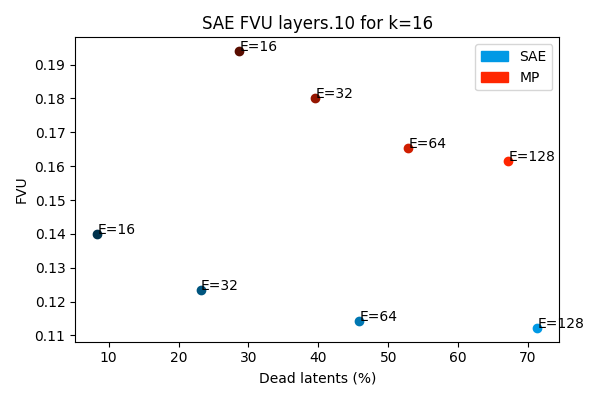 SAE FVU layers.10 for k=16
SAE
MP
FVU
0.19
0.18
0.17
0.16
0.15
0.14
0.13
0.12
0.11
E=16
E=32
E=64
E=128
E=16
E=32
E=64
E=128
10 20 30 40 50 60 70
Dead latents (%)